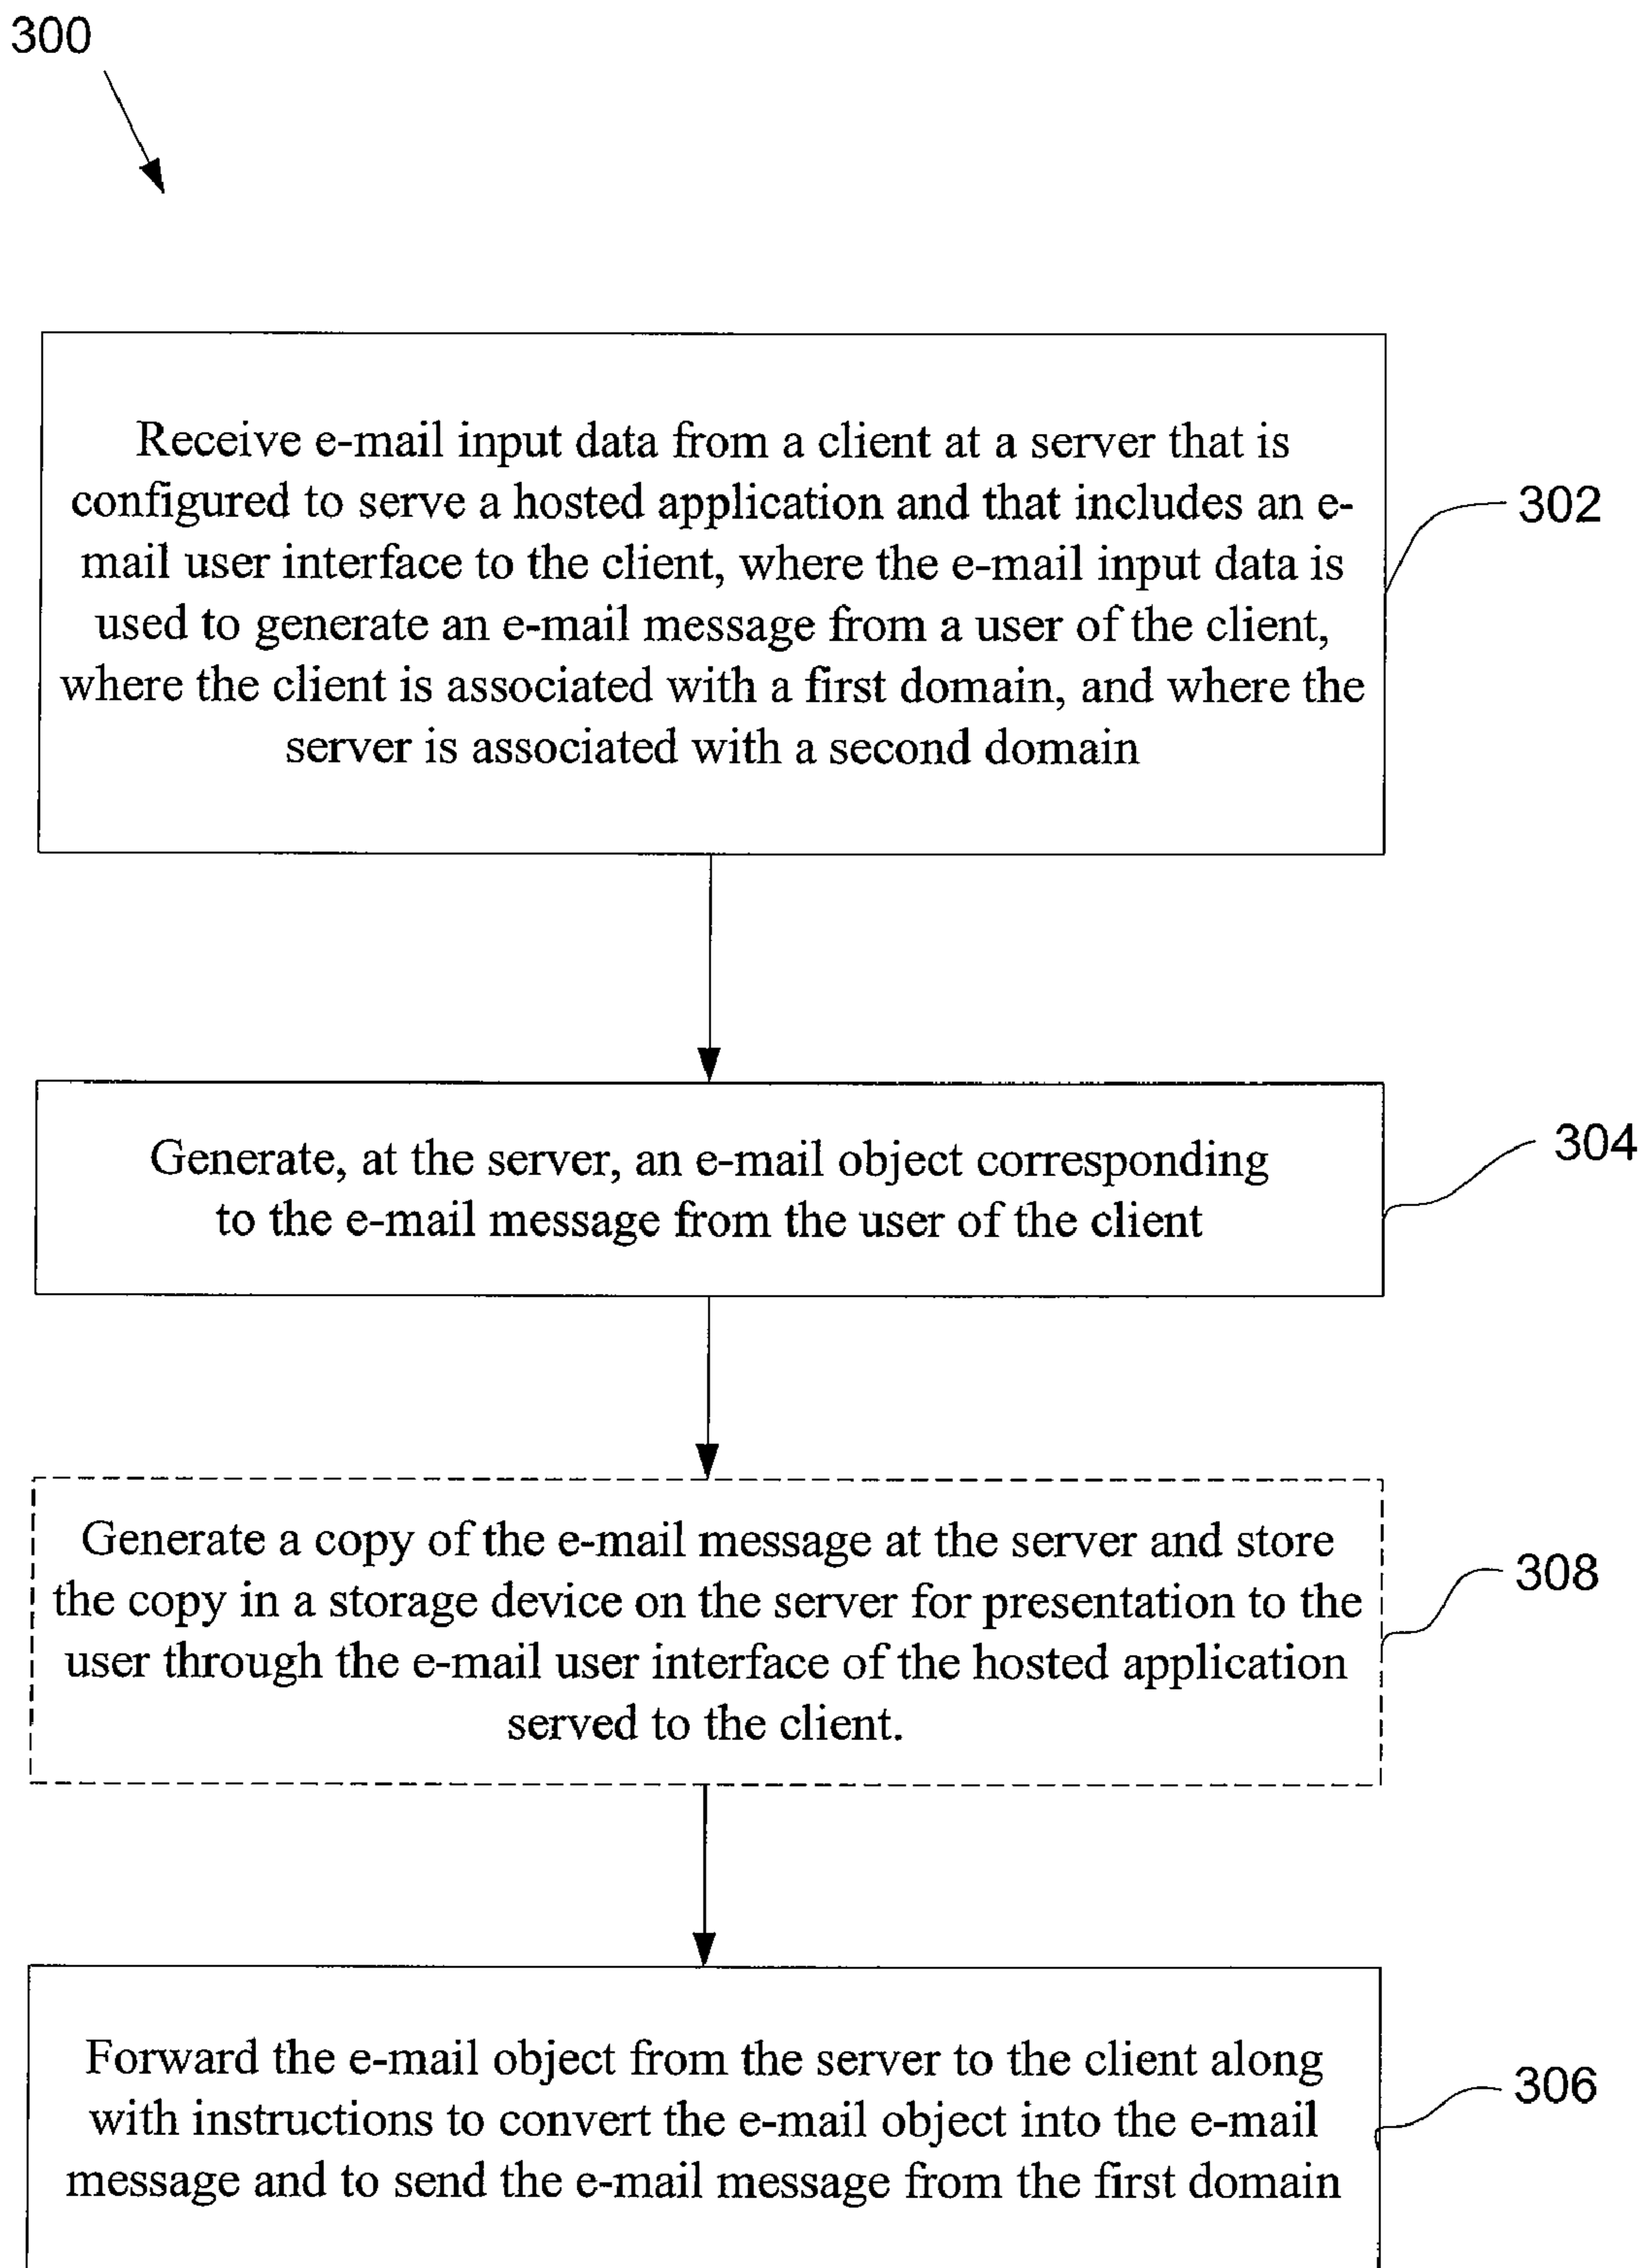 300
Receive e-mail input data from a client at a server that is
configured to serve a hosted application and that includes an e-
mail user interface to the client, where the e-mail input data is
used to generate an e-mail message from a user of the client,
where the client is associated with a first domain, and where the
server is associated with a second domain
302
Generate, at the server, an e-mail object corresponding
to the e-mail message from the user of the client
304
Generate a copy of the e-mail message at the server and store
the copy in a storage device on the server for presentation to the
user through the e-mail user interface of the hosted application
served to the client.
308
Forward the e-mail object from the server to the client along
with instructions to convert the e-mail object into the e-mail
message and to send the e-mail message from the first domain
306